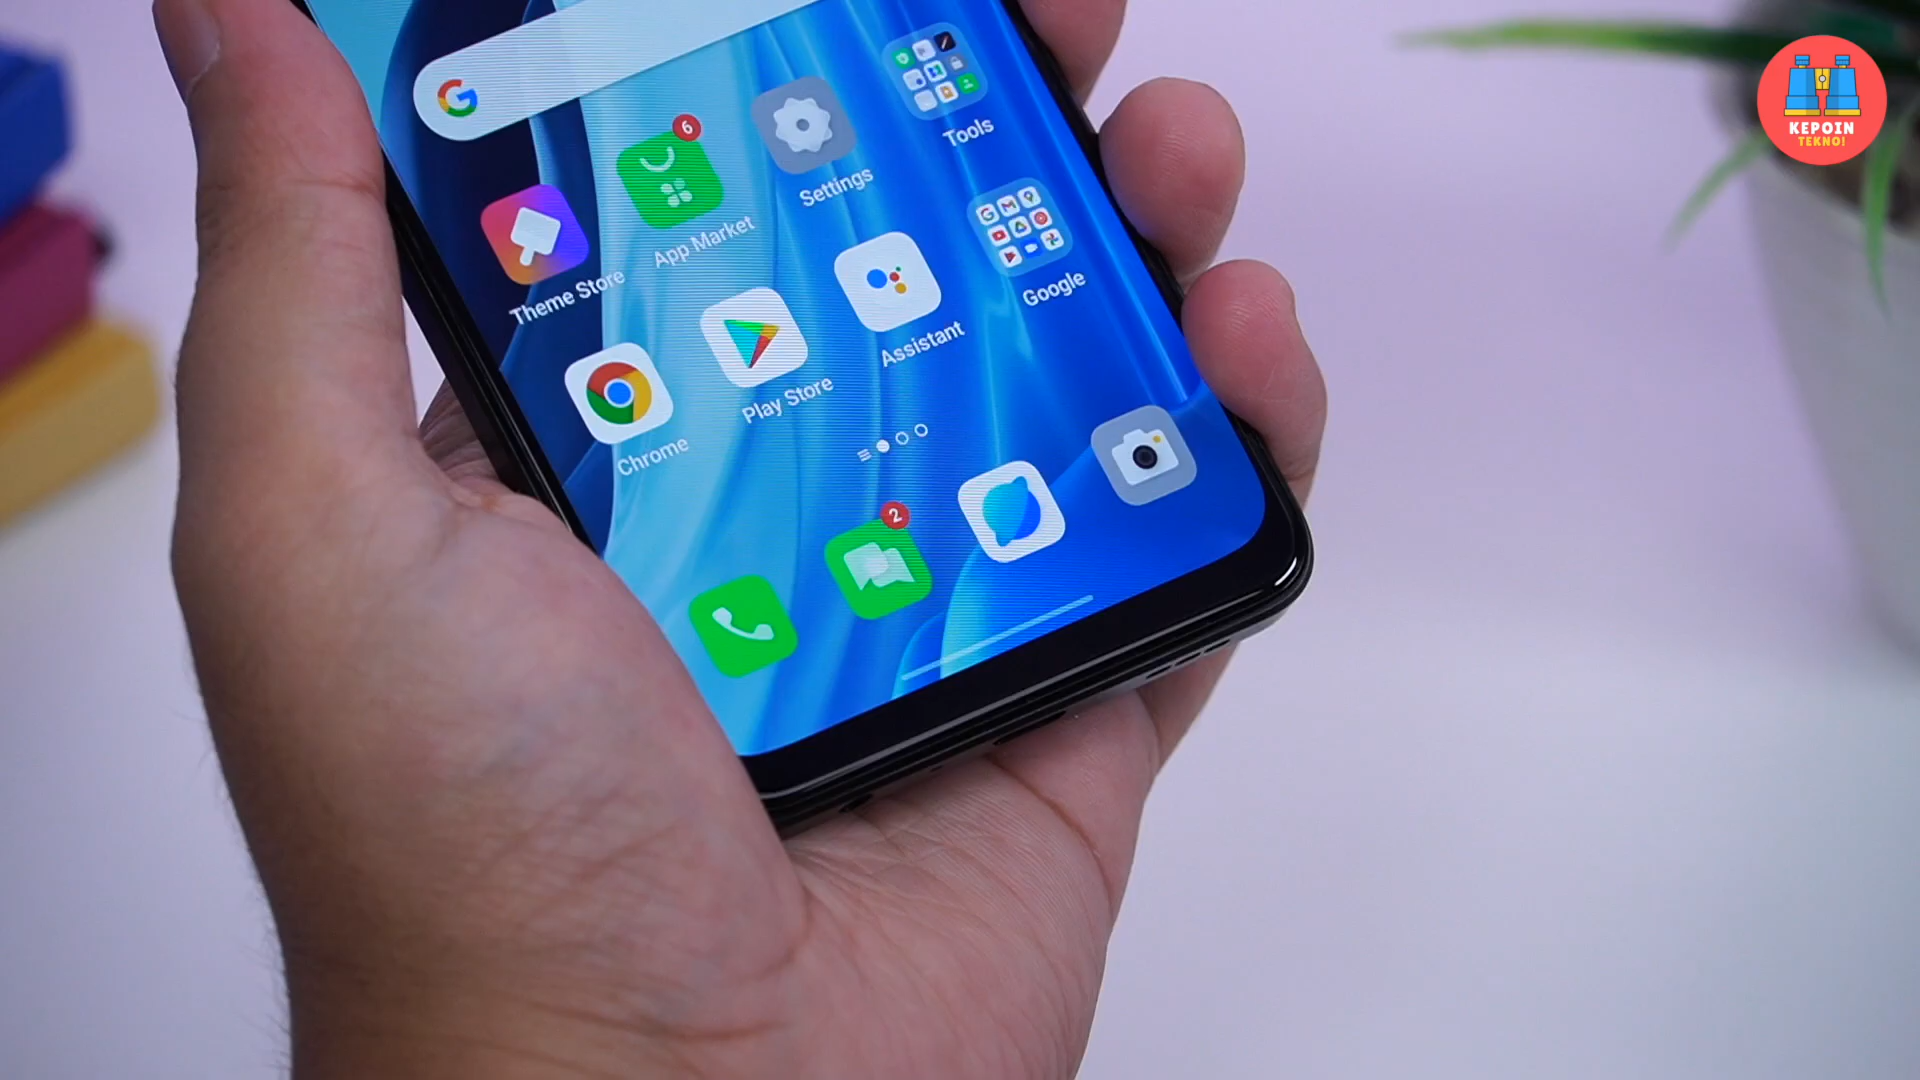 KEPOIN
TEKNO!
Tools
6
Settings
App Market
Theme Store
Google
Assistant
Play Store
Chrome
2